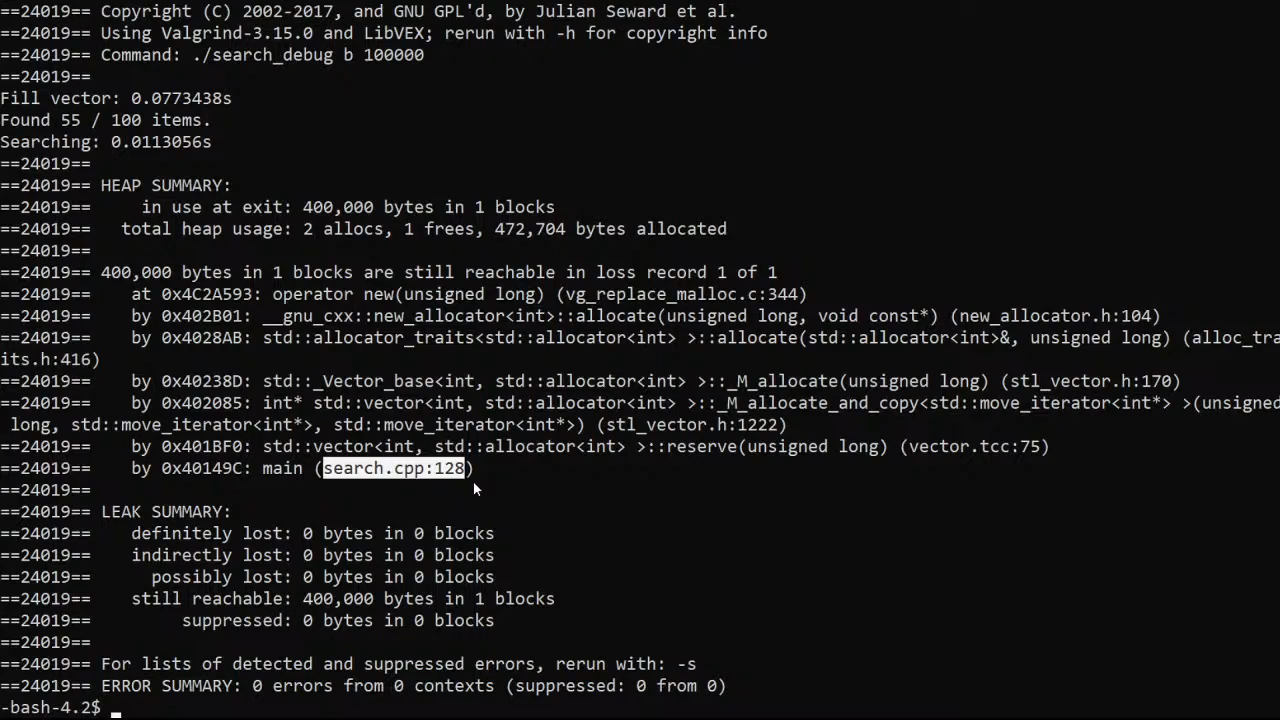 ==24019== Copyright (C) 2002-2017, and GNU GPL'd, by Julian Seward et al.
==24019== Using Valgrind-3.15.0 and LibVEX; rerun with -h for copyright info
==24019== Command: ./search_debug b 100000
==24019==
Fill vector: 0.0773438s
Found 55 / 100 items.
Searching: 0.0113056s
==24019==
==24019== HEAP SUMMARY:
==24019==     in use at exit: 400,000 bytes in 1 blocks
==24019==   total heap usage: 2 allocs, 1 frees, 472,704 bytes allocated
==24019==
==24019== 400,000 bytes in 1 blocks are still reachable in loss record 1 of 1
==24019==    at 0x4C2A593: operator new(unsigned long) (vg_replace_malloc.c:344)
==24019==    by 0x402B01: __gnu_cxx::new_allocator<int>::allocate(unsigned long, void const*) (new_allocator.h:104)
==24019==    by 0x4028AB: std::allocator_traits<std::allocator<int> >::allocate(std::allocator<int>&, unsigned long) (alloc_tra
its.h:416)
==24019==    by 0x40238D: std::_Vector_base<int, std::allocator<int> >::_M_allocate(unsigned long) (stl_vector.h:170)
==24019==    by 0x402085: int* std::vector<int, std::allocator<int> >::_M_allocate_and_copy<std::move_iterator<int*> >(unsigned
 long, std::move_iterator<int*>, std::move_iterator<int*>) (stl_vector.h:1222)
==24019==    by 0x401BF0: std::vector<int, std::allocator<int> >::reserve(unsigned long) (vector.tcc:75)
==24019==    by 0x40149C: main (search.cpp:128)
==24019==
==24019== LEAK SUMMARY:
==24019==    definitely lost: 0 bytes in 0 blocks
==24019==    indirectly lost: 0 bytes in 0 blocks
==24019==      possibly lost: 0 bytes in 0 blocks
==24019==    still reachable: 400,000 bytes in 1 blocks
==24019==         suppressed: 0 bytes in 0 blocks
==24019==
==24019== For lists of detected and suppressed errors, rerun with: -s
==24019== ERROR SUMMARY: 0 errors from 0 contexts (suppressed: 0 from 0)
-bash-4.2$